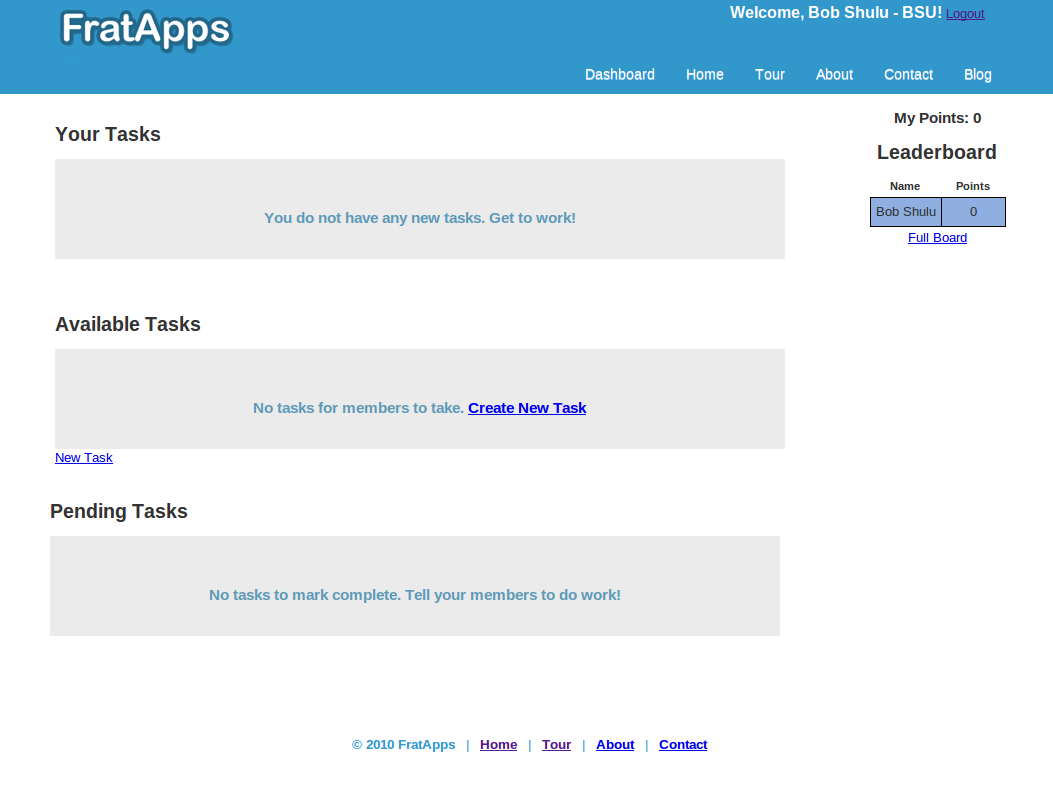 FratApps
Welcome, Bob Shulu - BSU! Logout
Dashboard Home Tour About Contact Blog
Your Tasks
You do not have any new tasks. Get to work!
Available Tasks
No tasks for members to take. Create New Task
New Task
Pending Tasks
No tasks to mark complete. Tell your members to do work!
My Points: 0
Leaderboard
Name Points
Bob Shulu 0
Full Board
© 2010 FratApps | Home | Tour | About | Contact